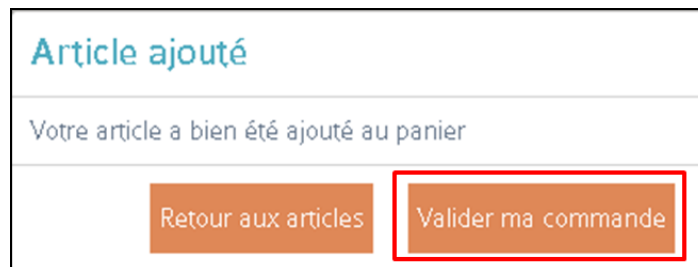 Article ajouté
Votre article a bien été ajouté au panier
Retour aux articles
Valider ma commande